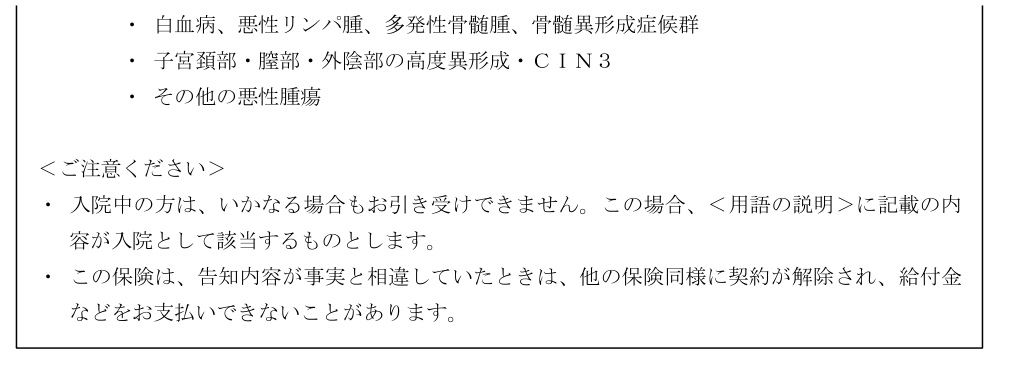 ・ 白血病、悪性リンパ腫、多発性骨髄腫、骨髄異形成症候群
・ 子宮頚部・膣部・外陰部の高度異形成・ＣＩＮ３
・ その他の悪性腫瘍
＜ご注意ください＞
・ 入院中の方は、いかなる場合もお引き受けできません。この場合、＜用語の説明＞に記載の内
容が入院として該当するものとします。
・ この保険は、告知内容が事実と相違していたときは、他の保険同様に契約が解除され、給付金
などをお支払いできないことがあります。